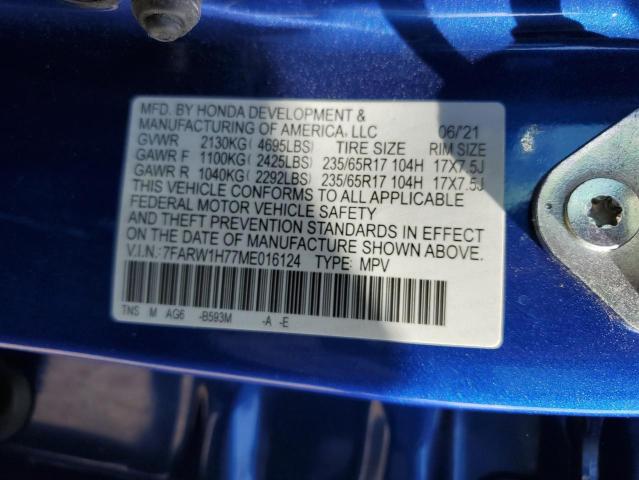 MFD. BY HONDA DEVELOPMENT &
MANUFACTURING OF AMERICA, LLC 06/'21
GVWR 2130KG( 4695LBS) TIRE SIZE RIM SIZE
GAWR F 1100KG( 2425LBS) 235/65R17 104H 17X7.5J
GAWR R 1040KG( 2292LBS) 235/65R17 104H 17X7.5J
THIS VEHICLE CONFORMS TO ALL APPLICABLE
FEDERAL MOTOR VEHICLE SAFETY
AND THEFT PREVENTION STANDARDS IN EFFECT
ON THE DATE OF MANUFACTURE SHOWN ABOVE.
V.I.N.: 7FARW1H77ME016124 TYPE: MPV
TNS M AG6 -B593M -A -E